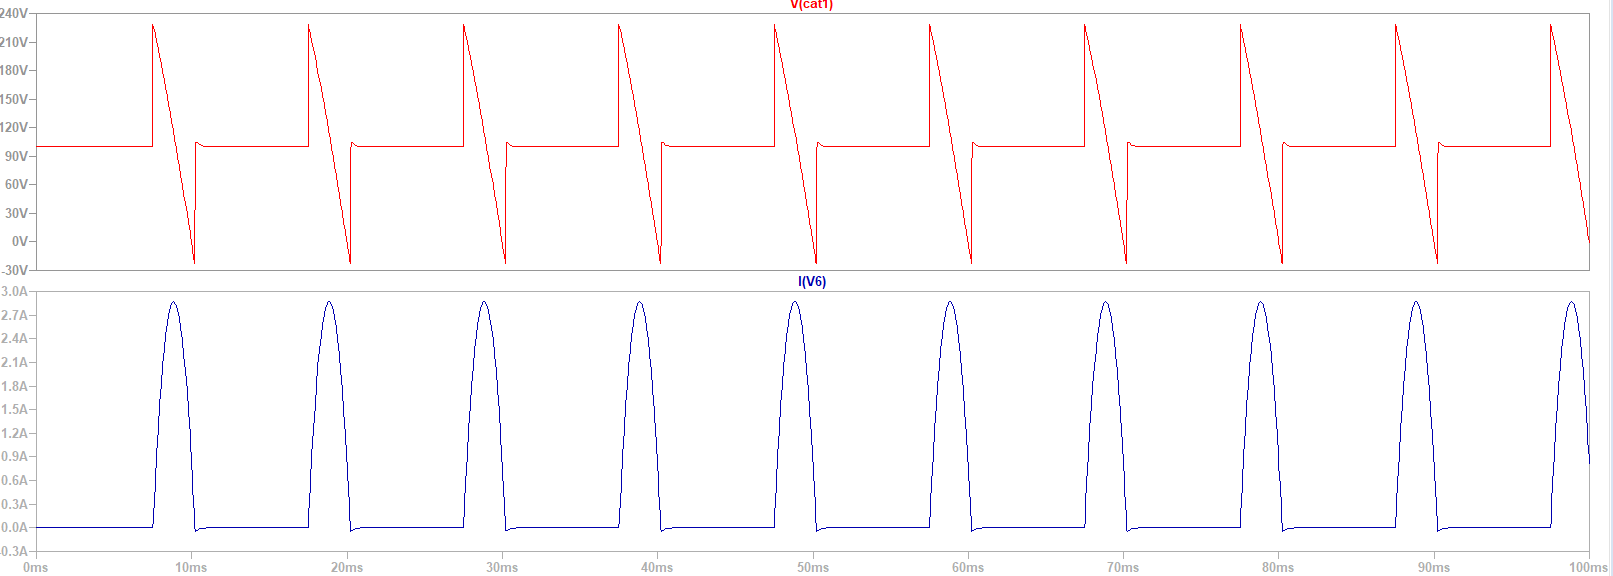 V(cat1)
240V
210V
180V
150V
120V
90V
60V
30V
0V
-30V
I(V6)
3.0A
2.7A
2.4A
2.1A
1.8A
1.5A
1.2A
0.9A
0.6A
0.3A
0.0A
-0.3A
0ms 10ms 20ms 30ms 40ms 50ms 60ms 70ms 80ms 90ms 100ms